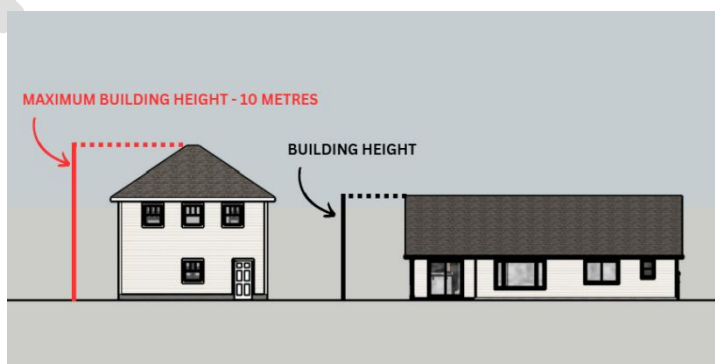 MAXIMUM BUILDING HEIGHT - 10 METRES
BUILDING HEIGHT